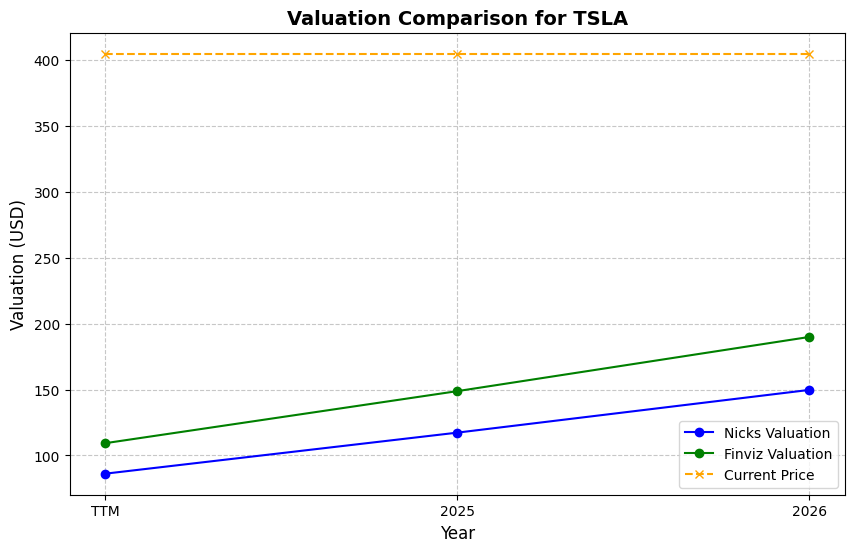 Valuation Comparison for TSLA
400
350
300
250
200
150
100
Valuation (USD)
TTM
2025
2026
Year
Nicks Valuation
Finviz Valuation
Current Price